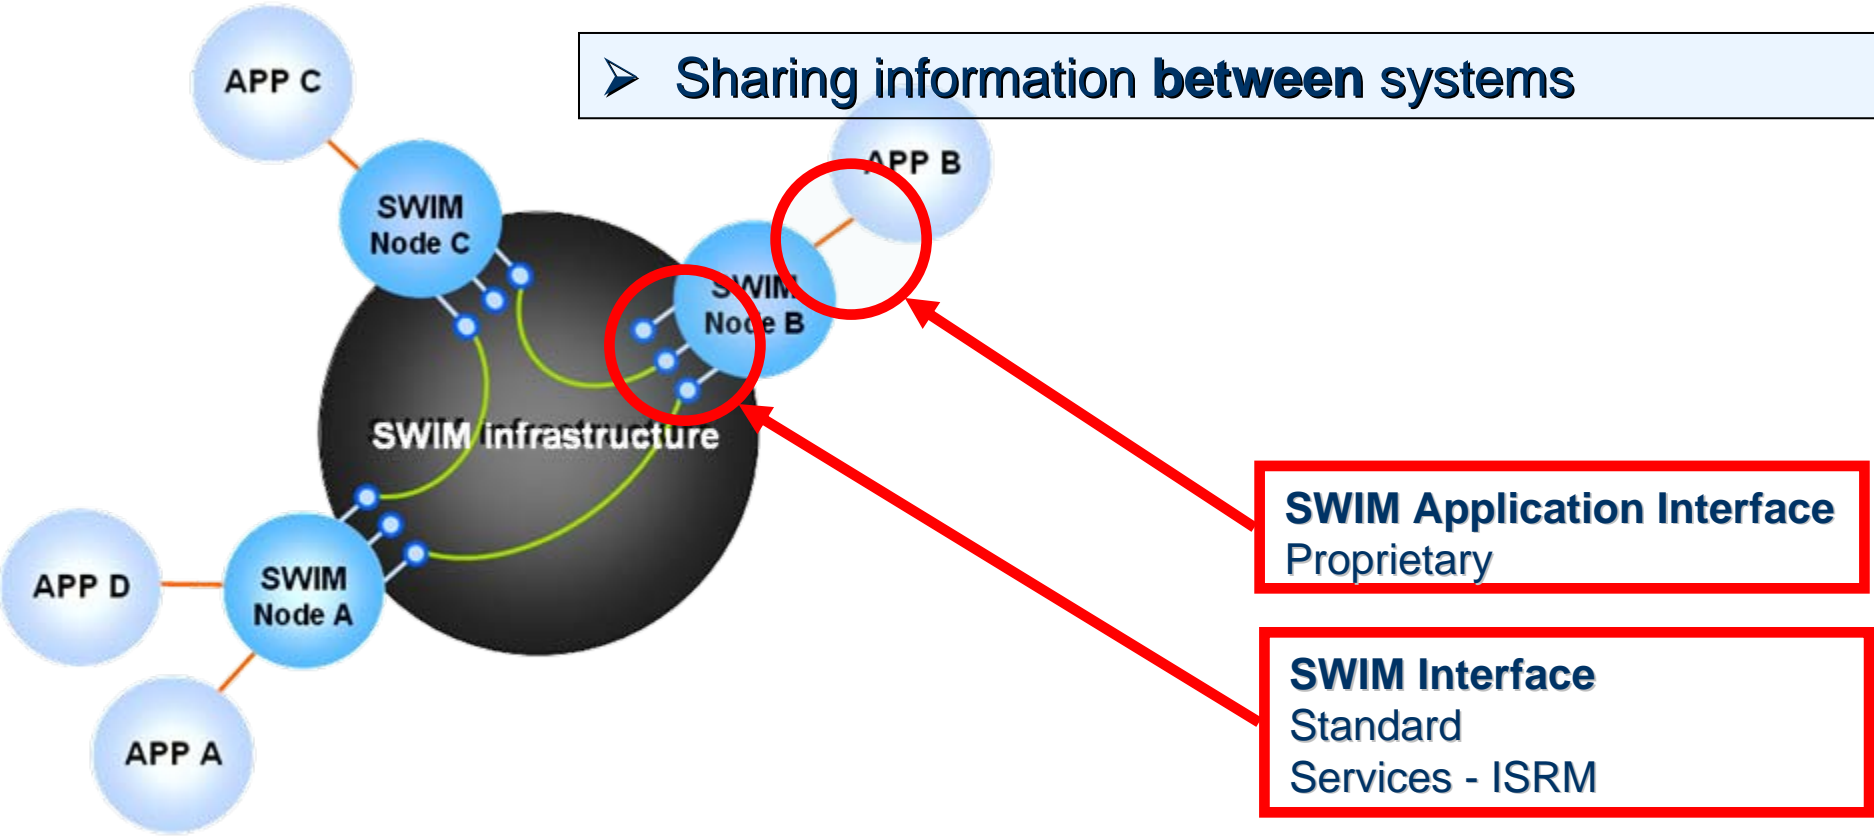 ➢ Sharing information between systems
APP C
APP B
SWIM
Node C
SWIM
Node B
SWIM infrastructure
SWIM Application Interface
Proprietary
APP D
SWIM
Node A
SWIM Interface
Standard
Services - ISRM
APP A